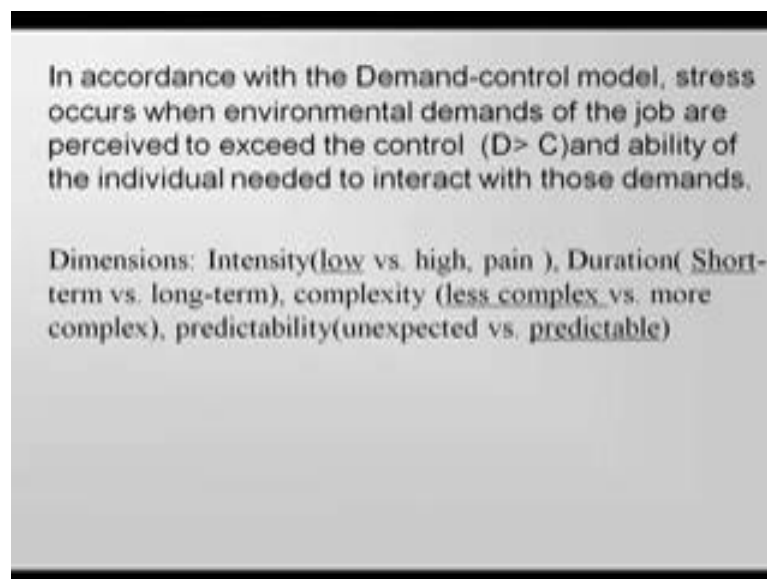 In accordance with the Demand-control model, stress
occurs when environmental demands of the job are
perceived to exceed the control (D> C)and ability of
the individual needed to interact with those demands.
Dimensions: Intensity(low vs. high, pain ), Duration( Short-
term vs. long-term), complexity (less complex vs. more
complex), predictability(unexpected vs. predictable)